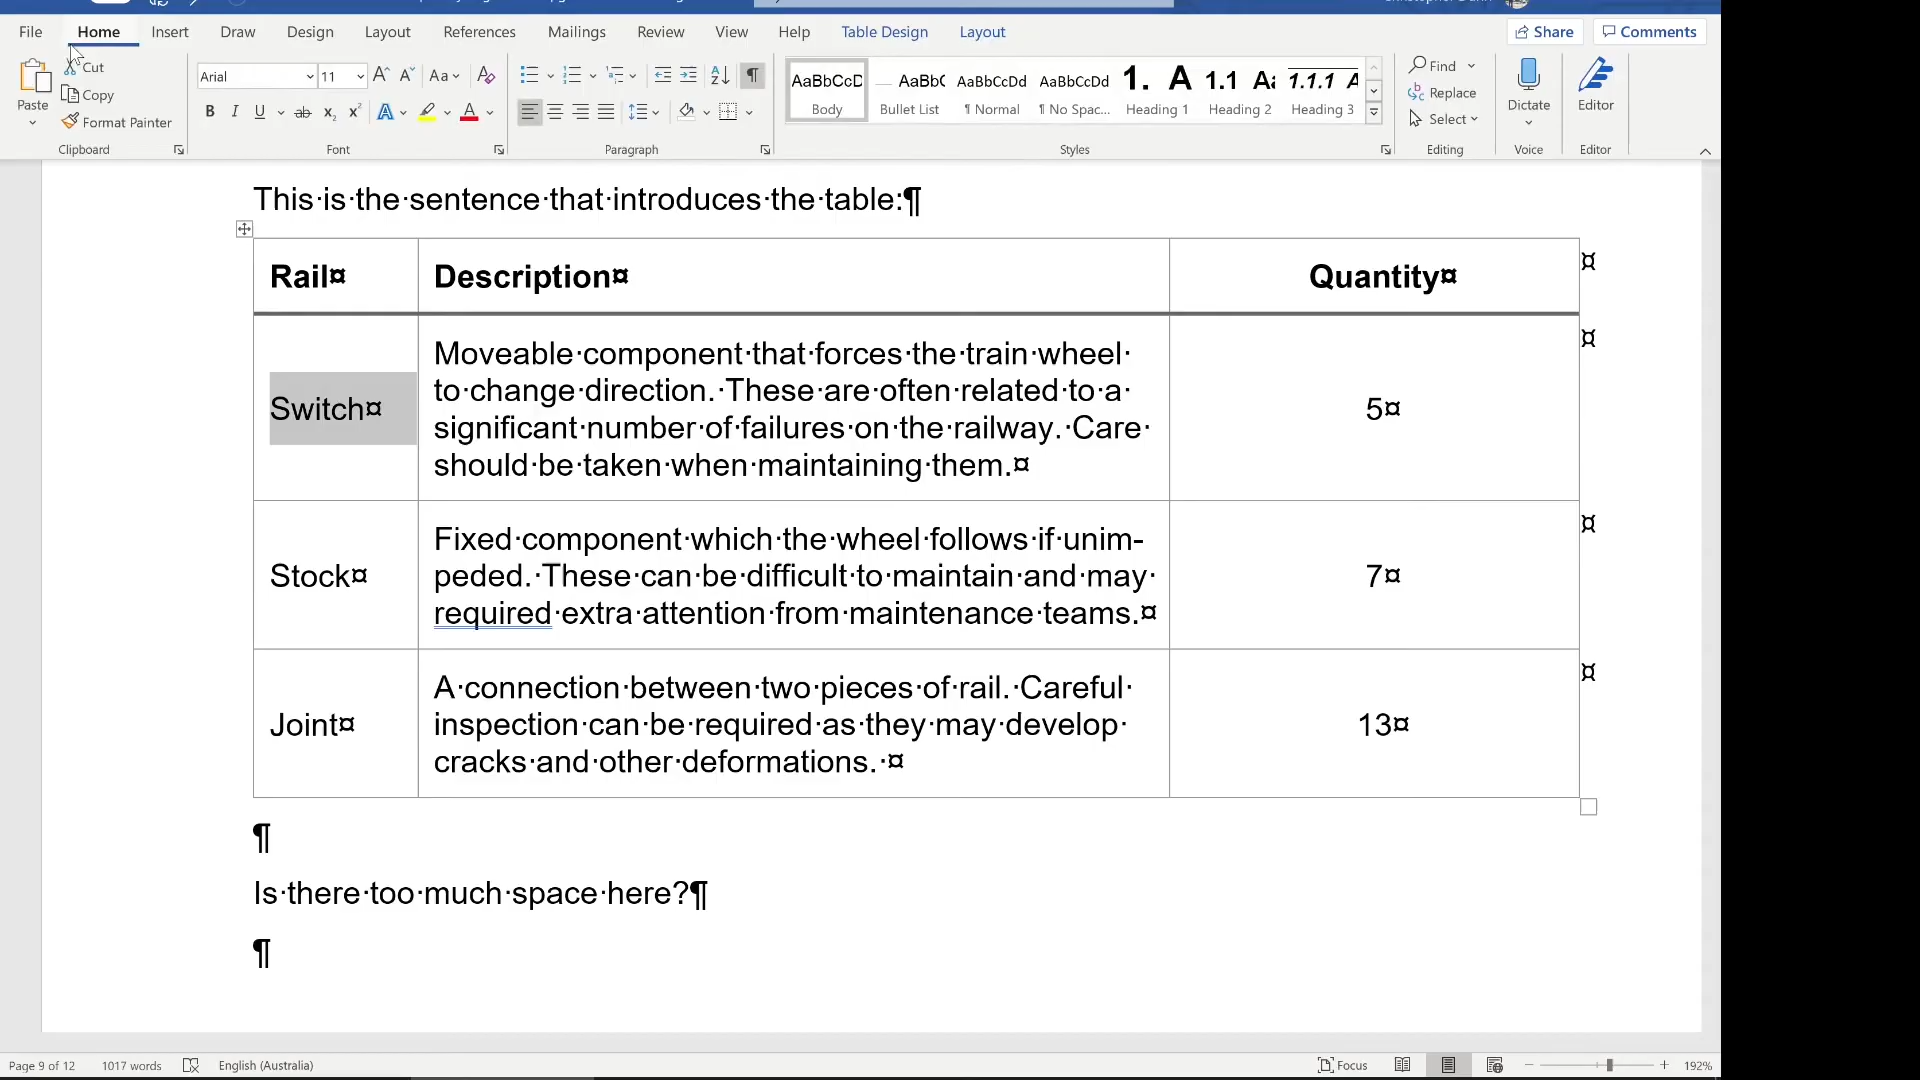 File Home Insert Draw Design Layout References Mailings Review View Help Table Design Layout Share Comments
Paste Cut Copy Format Painter Clipboard
Arial 11 Aa Font
Paragraph
AaBbCcD AaBbC AaBbCcDd AaBbCcDd 1. A 1.1 Aa 1.1.1 A
Body Bullet List ¶ Normal ¶ No Spac... Heading 1 Heading 2 Heading 3
Styles
Find Replace Select Editing
Dictate Voice
Editor Editor
This·is·the·sentence·that·introduces·the·table:¶
Rail¤ Description¤ Quantity¤ ¤
Switch¤
Moveable·component·that·forces·the·train·wheel·
to·change·direction.·These·are·often·related·to·a·
significant·number·of·failures·on·the·railway.·Care·
should·be·taken·when·maintaining·them.¤
5¤ ¤
Stock¤
Fixed·component·which·the·wheel·follows·if·unim-
peded.·These·can·be·difficult·to·maintain·and·may·
required·extra·attention·from·maintenance·teams.¤
7¤ ¤
Joint¤
A·connection·between·two·pieces·of·rail.·Careful·
inspection·can·be·required·as·they·may·develop·
cracks·and·other·deformations.·¤
13¤ ¤
¶
Is·there·too·much·space·here?¶
¶
Page 9 of 12 1017 words English (Australia) Focus 192%